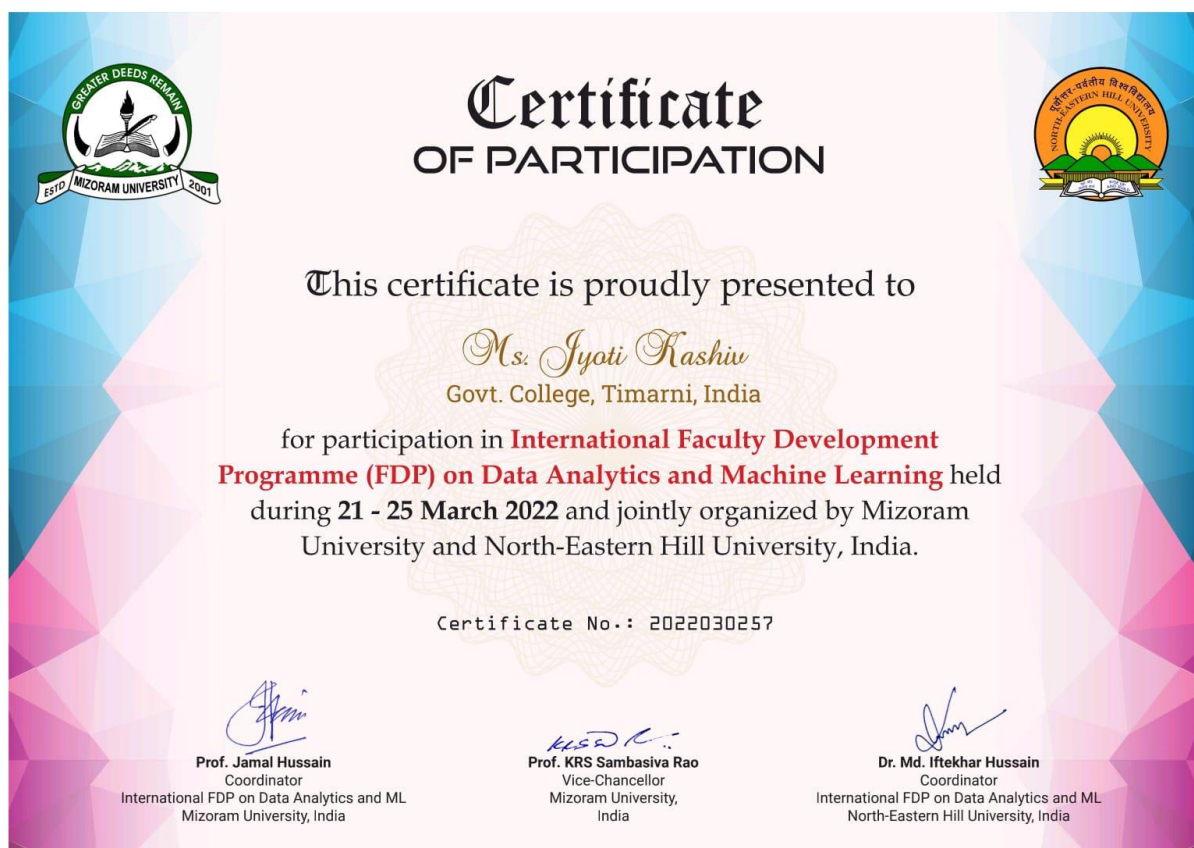 GREATER DEEDS REMAIN
ESTD MIZORAM UNIVERSITY 2001
Certificate
OF PARTICIPATION
पूर्वोत्तर-पर्वतीय विश्वविद्यालय
NORTH-EASTERN HILL UNIVERSITY
This certificate is proudly presented to
Ms. Jyoti Kashiv
Govt. College, Timarni, India
for participation in International Faculty Development
Programme (FDP) on Data Analytics and Machine Learning held
during 21 - 25 March 2022 and jointly organized by Mizoram
University and North-Eastern Hill University, India.
Certificate No.: 2022030257
Prof. Jamal Hussain
Coordinator
International FDP on Data Analytics and ML
Mizoram University, India
Prof. KRS Sambasiva Rao
Vice-Chancellor
Mizoram University,
India
Dr. Md. Iftekhar Hussain
Coordinator
International FDP on Data Analytics and ML
North-Eastern Hill University, India